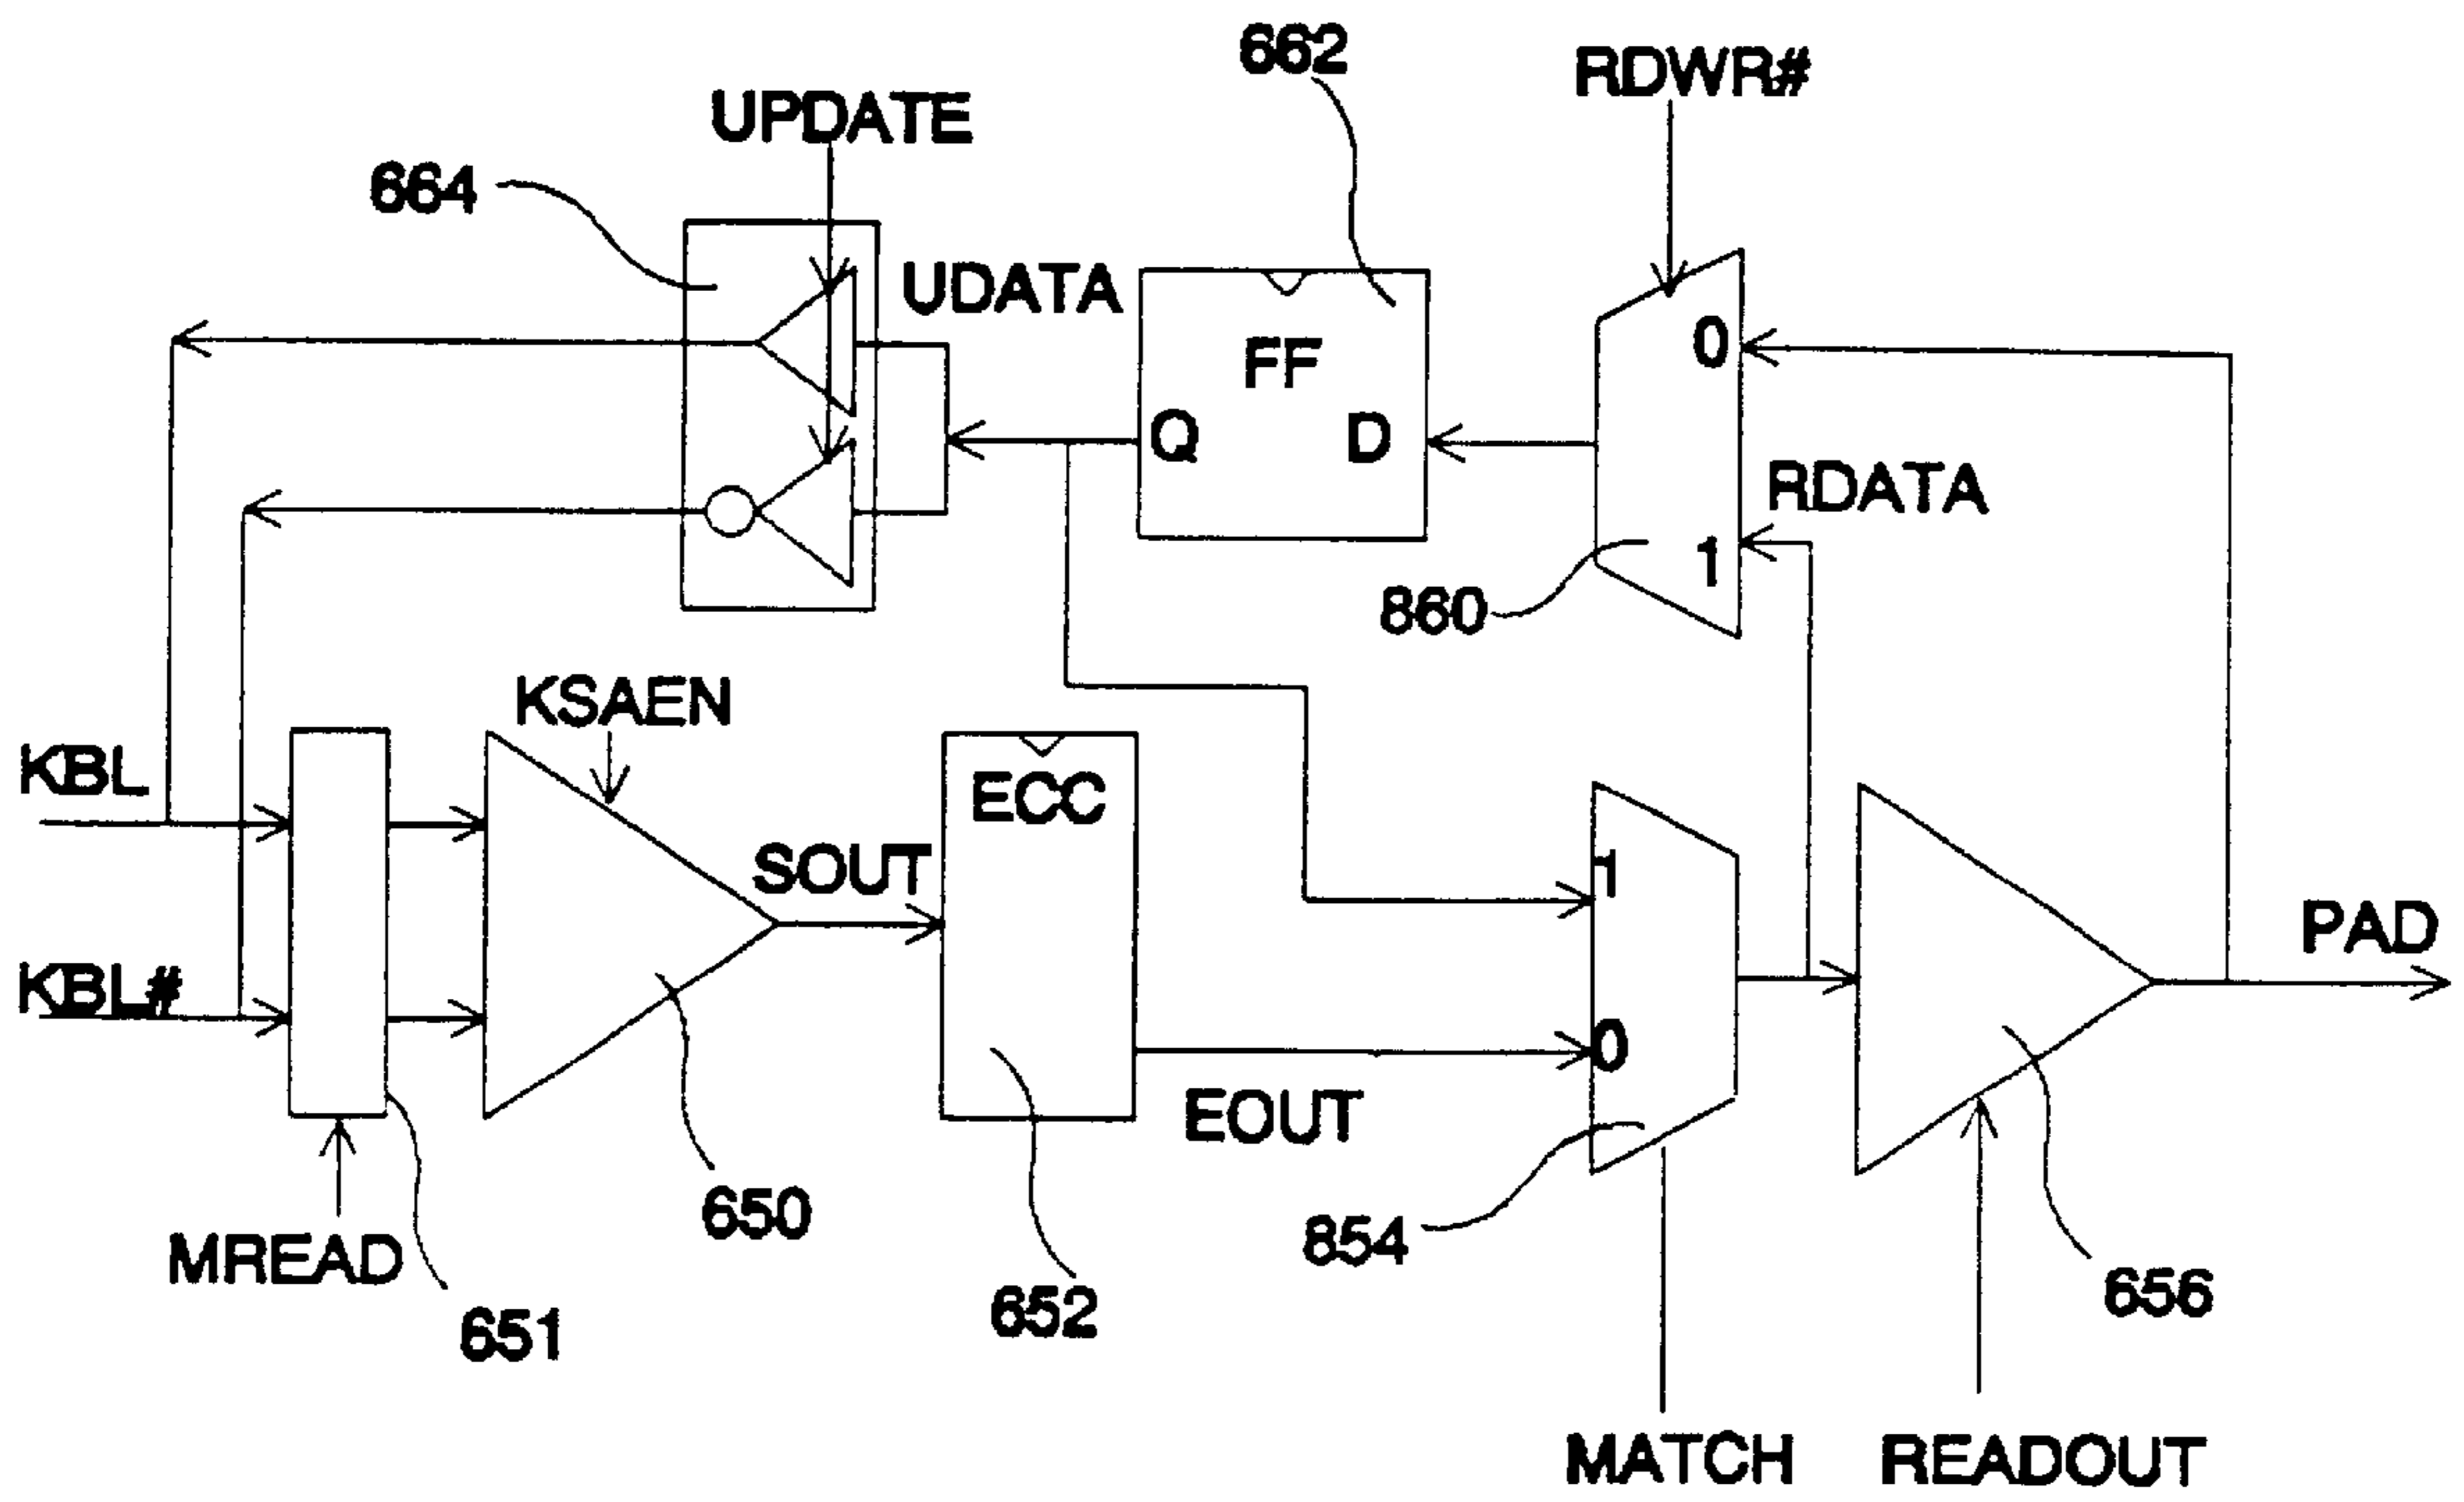 662
RDWR#
UPDATE
664
UDATA
FF
0
Q
D
RDATA
1
860
KSAEN
KBL
ECC
SOUT
1
PAD
KBL#
0
EOUT
650
854
MREAD
652
656
651
MATCH
READOUT